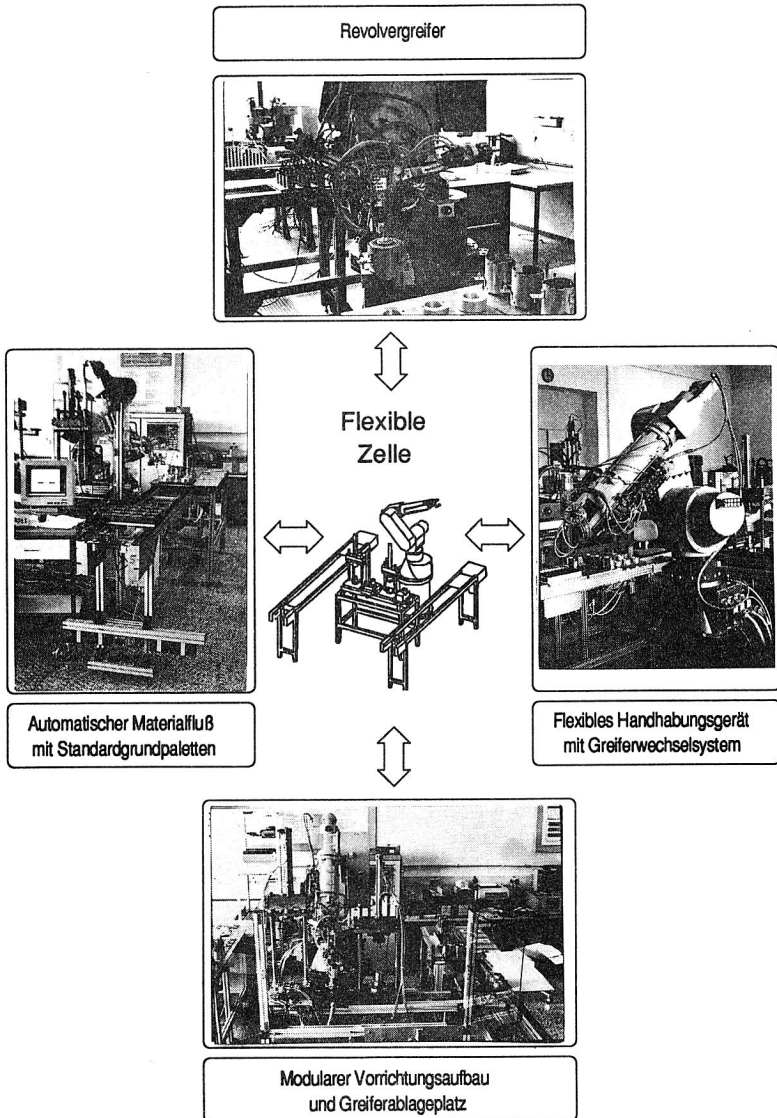 Revolvergreifer
Flexible
Zelle
Automatischer Materialfluß
mit Standardgrundpaletten
Flexibles Handhabungsgerät
mit Greiferwechselsystem
Modularer Vorrichtungsaufbau
und Greiferablageplatz